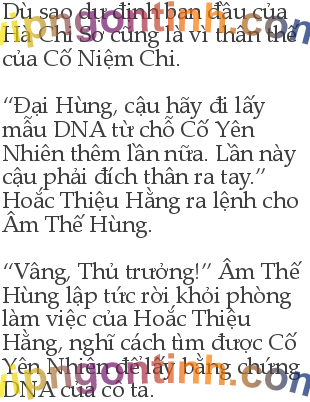 Dù sao dự định ban đầu của
Hà Chi Sơ cũng là vì thân thế
của Cố Niệm Chi.
“Đại Hùng, cậu hãy đi lấy
mẫu DNA từ chỗ Cố Yên
Nhiên thêm lần nữa. Lần này
cậu phải đích thân ra tay.”
Hoắc Thiệu Hằng ra lệnh cho
Âm Thế Hùng.
“Vâng, Thủ trưởng!” Âm Thế
Hùng lập tức rời khỏi phòng
làm việc của Hoắc Thiệu
Hằng, nghĩ cách tìm được Cố
Yên Nhiên để lấy bằng chứng
DNA của cô ta.